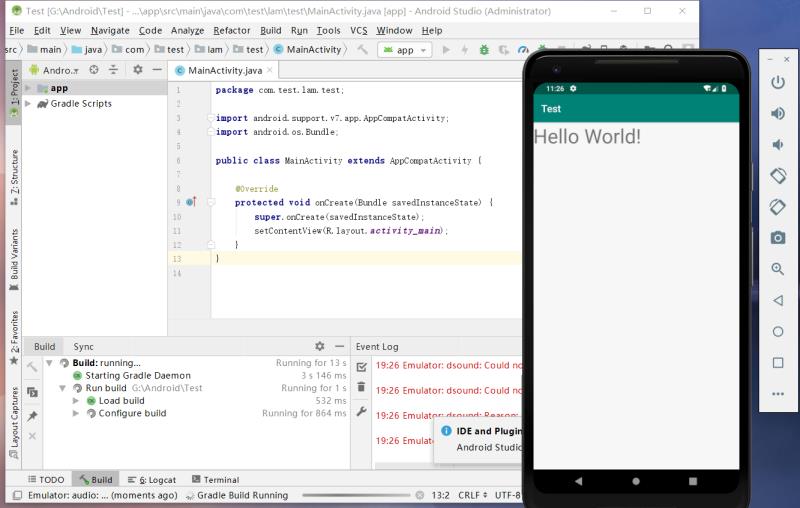 Test [G:\Android\Test] - ...\app\src\main\java\com\test\lam\test\MainActivity.java [app] - Android Studio (Administrator)
File Edit View Navigate Code Analyze Refactor Build Run Tools VCS Window Help
src main java com test lam test MainActivity app
1: Project
Z: Structure
Build Variants
2: Favorites
Layout Captures
Andro...
app
Gradle Scripts
MainActivity.java
1 package com.test.lam.test;
2
3 import android.support.v7.app.AppCompatActivity;
4 import android.os.Bundle;
5
6 public class MainActivity extends AppCompatActivity {
7
8 @Override
9 protected void onCreate(Bundle savedInstanceState) {
10 super.onCreate(savedInstanceState);
11 setContentView(R.layout.activity_main);
12 }
13 }
14
11:26
Test
Hello World!
Build Sync
Build: running... Running for 13 s
Starting Gradle Daemon 3 s 146 ms
Run build G:\Android\Test Running for 1 s
Load build 532 ms
Configure build Running for 864 ms
Event Log
19:26 Emulator: dsound: Could no
19:26 Emulator: dsound: Could no
19:26 Emulator: dsound: Reason:
19:26 Emulat
IDE and Plugin
Android Studio
TODO Build 6: Logcat Terminal
Emulator: audio: ... (moments ago) Gradle Build Running 13:2 CRLF UTF-8